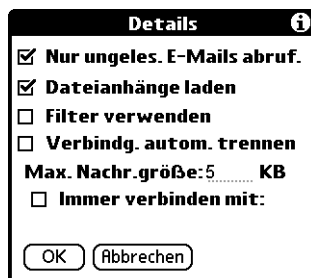 Details
Nur ungeles. E-Mails abruf.
Dateianhänge laden
Filter verwenden
Verbindg. autom. trennen
Max. Nachr.größe: 5 KB
Immer verbinden mit:
OK Abbrechen